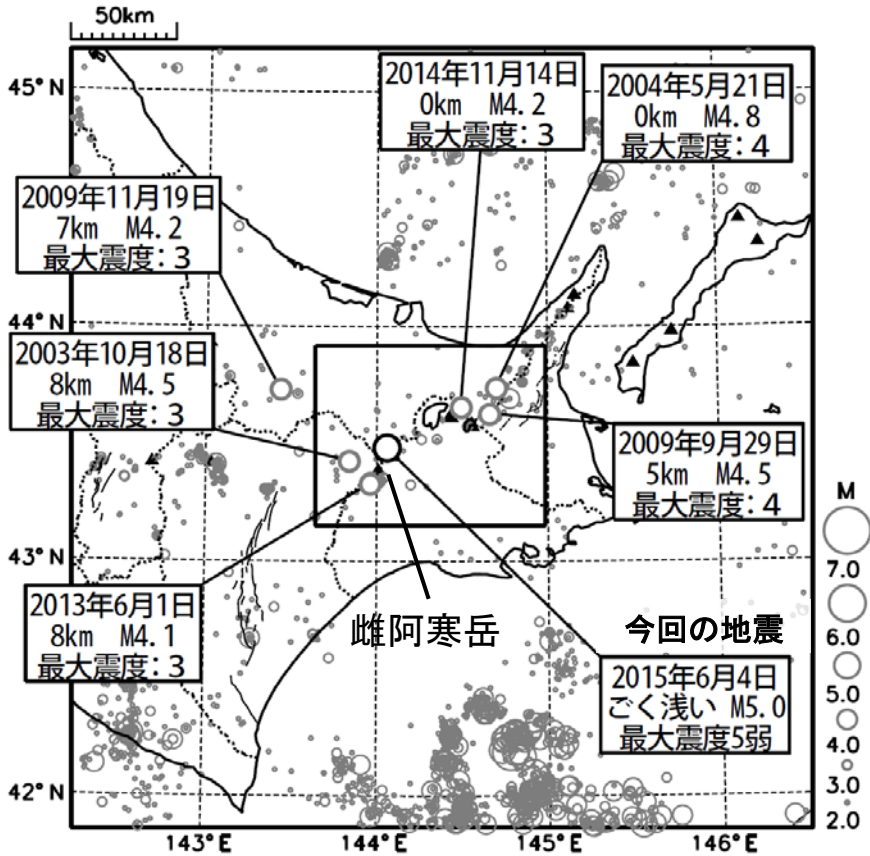 50km
45°N
44°N
43°N
42°N
143°E
144°E
145°E
146°E
2014年11月14日
0km M4.2
最大震度:3
2004年5月21日
0km M4.8
最大震度:4
2009年11月19日
7km M4.2
最大震度:3
2003年10月18日
8km M4.5
最大震度:3
2009年9月29日
5km M4.5
最大震度:4
2013年6月1日
8km M4.1
最大震度:3
雌阿寒岳
今回の地震
2015年6月4日
ごく浅い M5.0
最大震度5弱
M
7.0
6.0
5.0
4.0
3.0
2.0